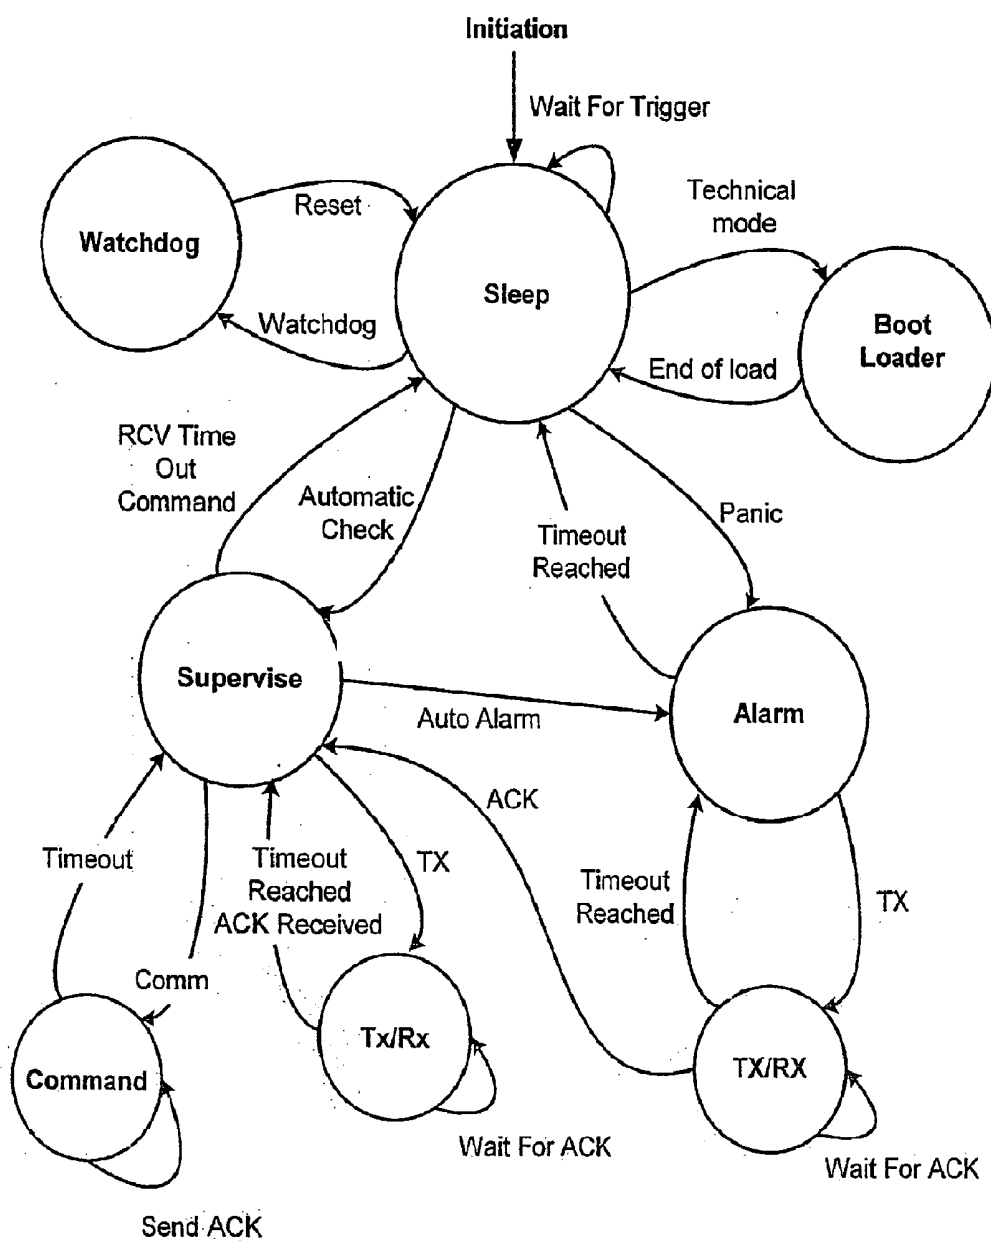 Initiation
Wait For Trigger
Technical
mode
Reset
Watchdog
Sleep
Boot
Loader
Watchdog
End of load
RCV Time
Out
Command
Automatic
Check
Panic
Timeout
Reached
Supervise
Auto Alarm
Alarm
ACK
Timeout
Timeout
Reached
ACK Received
TX
Timeout
Reached
TX
Comm
Tx/Rx
Command
TX/RX
Wait For ACK
Wait For ACK
Send ACK